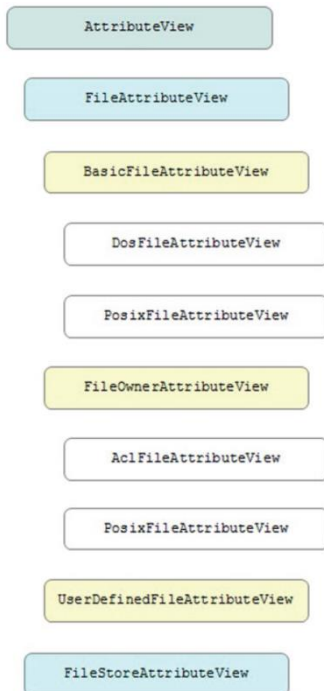 AttributeView
FileAttributeView
BasicFileAttributeView
DosFileAttributeView
PosixFileAttributeView
FileOwnerAttributeView
AclFileAttributeView
PosixFileAttributeView
UserDefinedFileAttributeView
FileStoreAttributeView